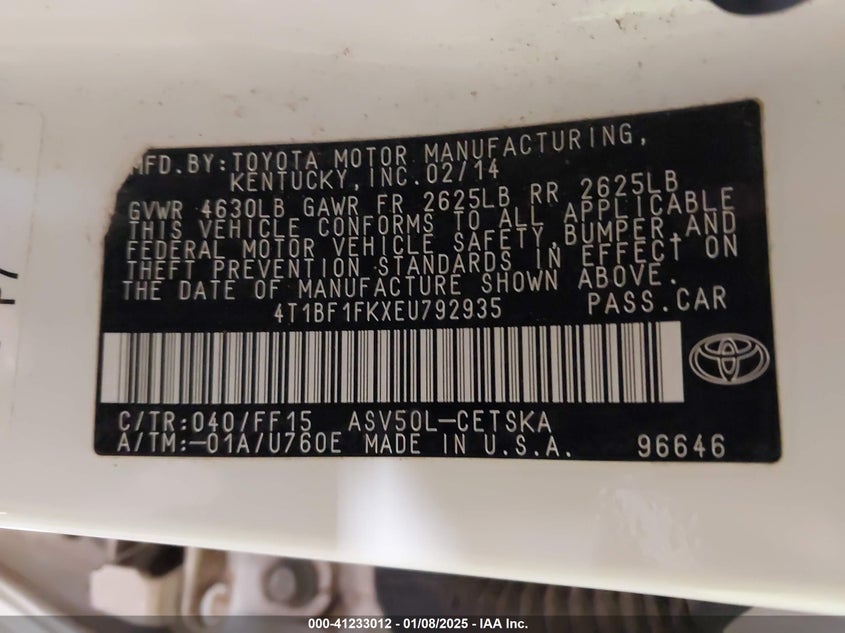 MFD.BY:TOYOTA MOTOR MANUFACTURING,
KENTUCKY,INC.02/14
GVWR 4630LB GAWR FR 2625LB RR 2625LB
THIS VEHICLE CONFORMS TO ALL APPLICABLE
FEDERAL MOTOR VEHICLE SAFETY,BUMPER,AND
THEFT PREVENTION STANDARDS IN EFFECT ON
THE DATE OF MANUFACTURE SHOWN ABOVE.
4T1BF1FKXEU792935 PASS.CAR
C/TR:040/FF15 ASV50L-CETSKA
A/TM:-01A/U760E MADE IN U.S.A. 96646
000-41233012 - 01/08/2025 - IAA Inc.